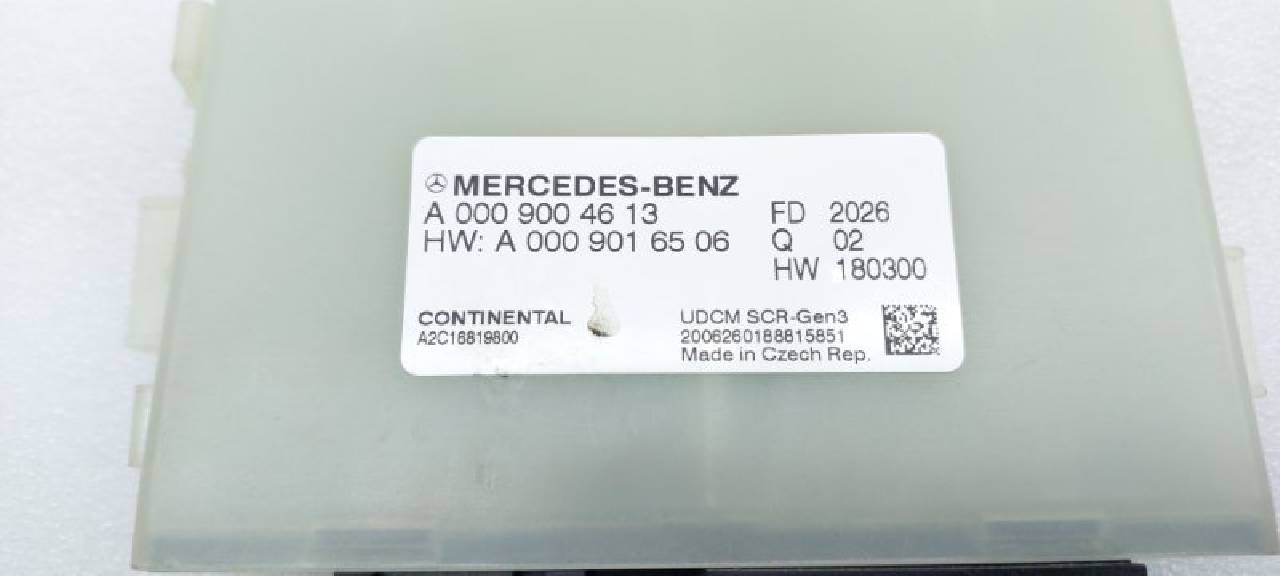 MERCEDES-BENZ
A 000 900 46 13
HW: A 000 901 65 06
FD 2026
Q 02
HW 180300
CONTINENTAL
A2C16819800
UDCM SCR-Gen3
2006260188815851
Made in Czech Rep.